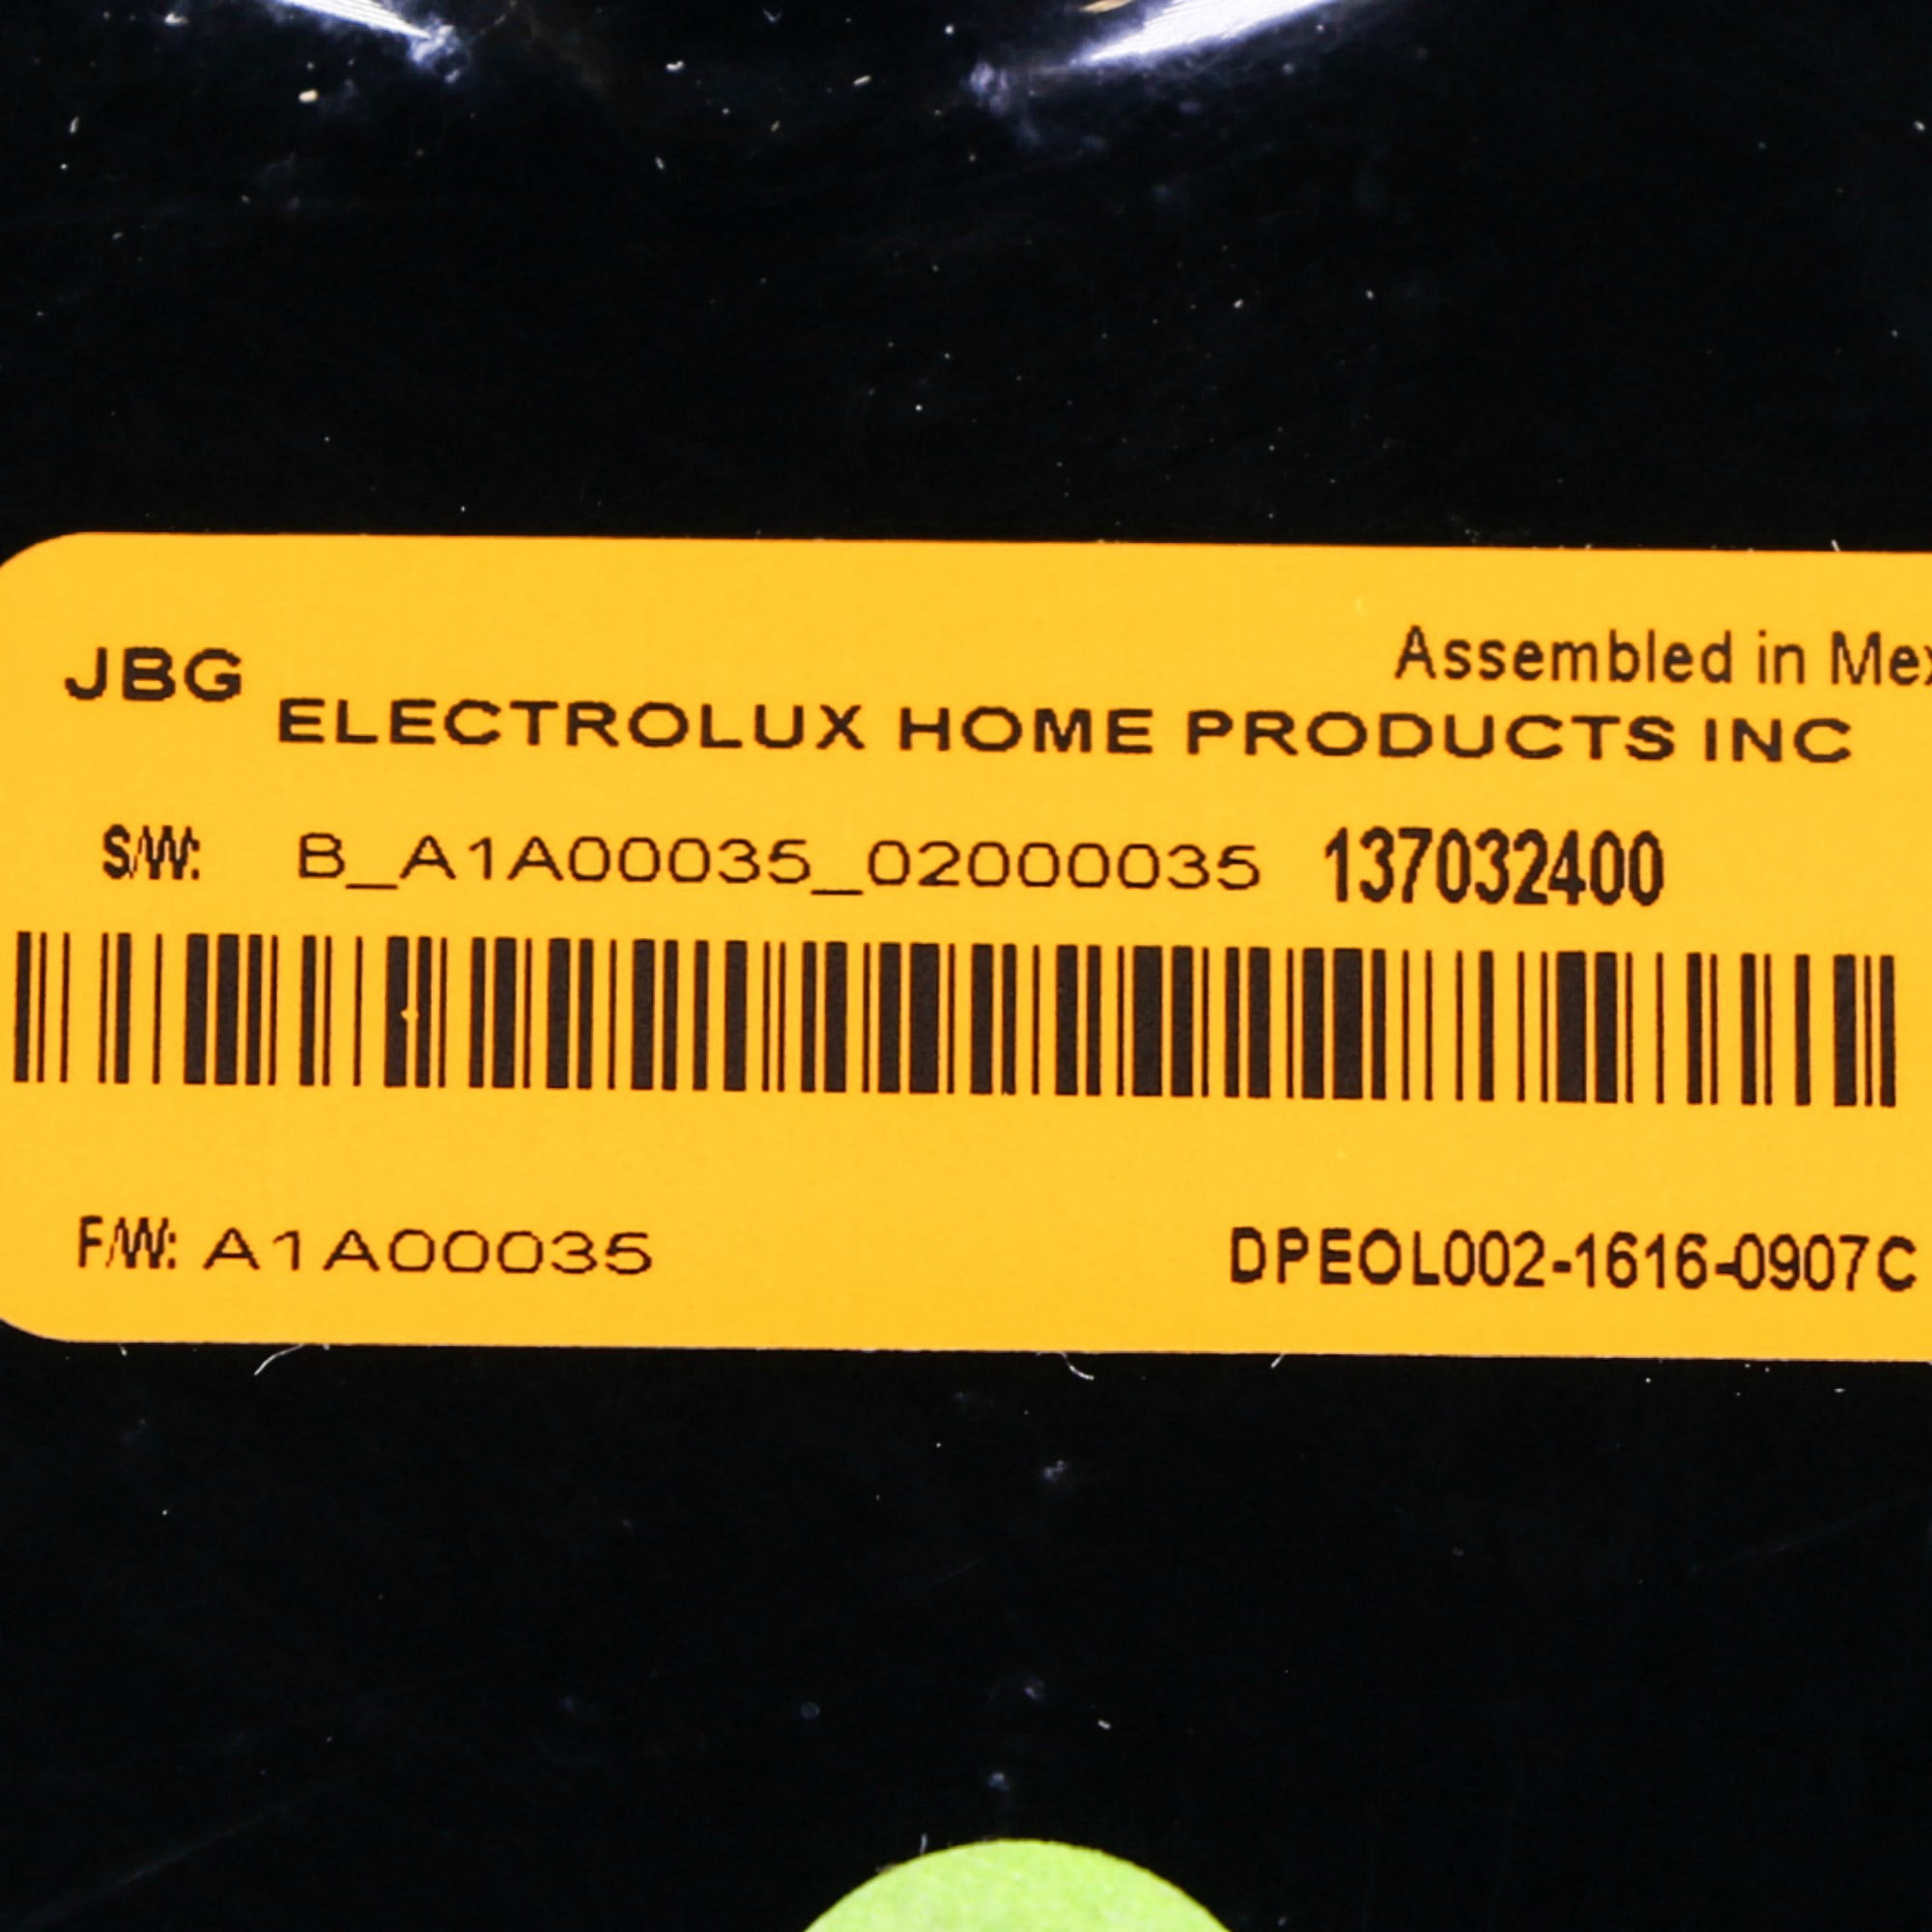 JBG
Assembled in Mex
ELECTROLUX HOME PRODUCTS INC
S/W: B_A1A00035_02000035 137032400
F/W: A1A00035 DPEOL002-1616-0907C